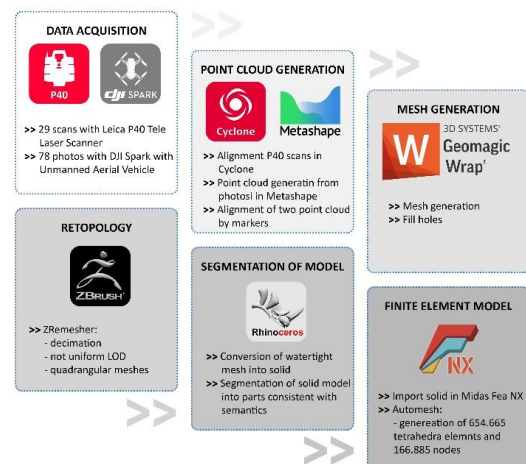 DATA ACQUISITION
P40
dji SPARK
>> 29 scans with Leica P40 Tele
Laser Scanner
>> 78 photos with DJI Spark with
Unmanned Aerial Vehicle
>>
POINT CLOUD GENERATION
Cyclone
Metashape
>> Alignment P40 scans in
Cyclone
>> Point cloud generatin from
photosi in Metashape
>> Alignment of two point cloud
by markers
>>
MESH GENERATION
W
3D SYSTEMS®
Geomagic
Wrap®
>> Mesh generation
>> Fill holes
RETOPOLOGY
ZBRUSH®
>> ZRemesher:
- decimation
- not uniform LOD
- quadrangular meshes
>>
SEGMENTATION OF MODEL
Rhinoceros
>> Conversion of watertight
mesh into solid
>> Segmentation of solid model
into parts consistent with
semantics
>>
FINITE ELEMENT MODEL
NX
>> Import solid in Midas Fea NX
>> Automesh:
- genereation of 654.665
tetrahedra elemnts and
166.885 nodes